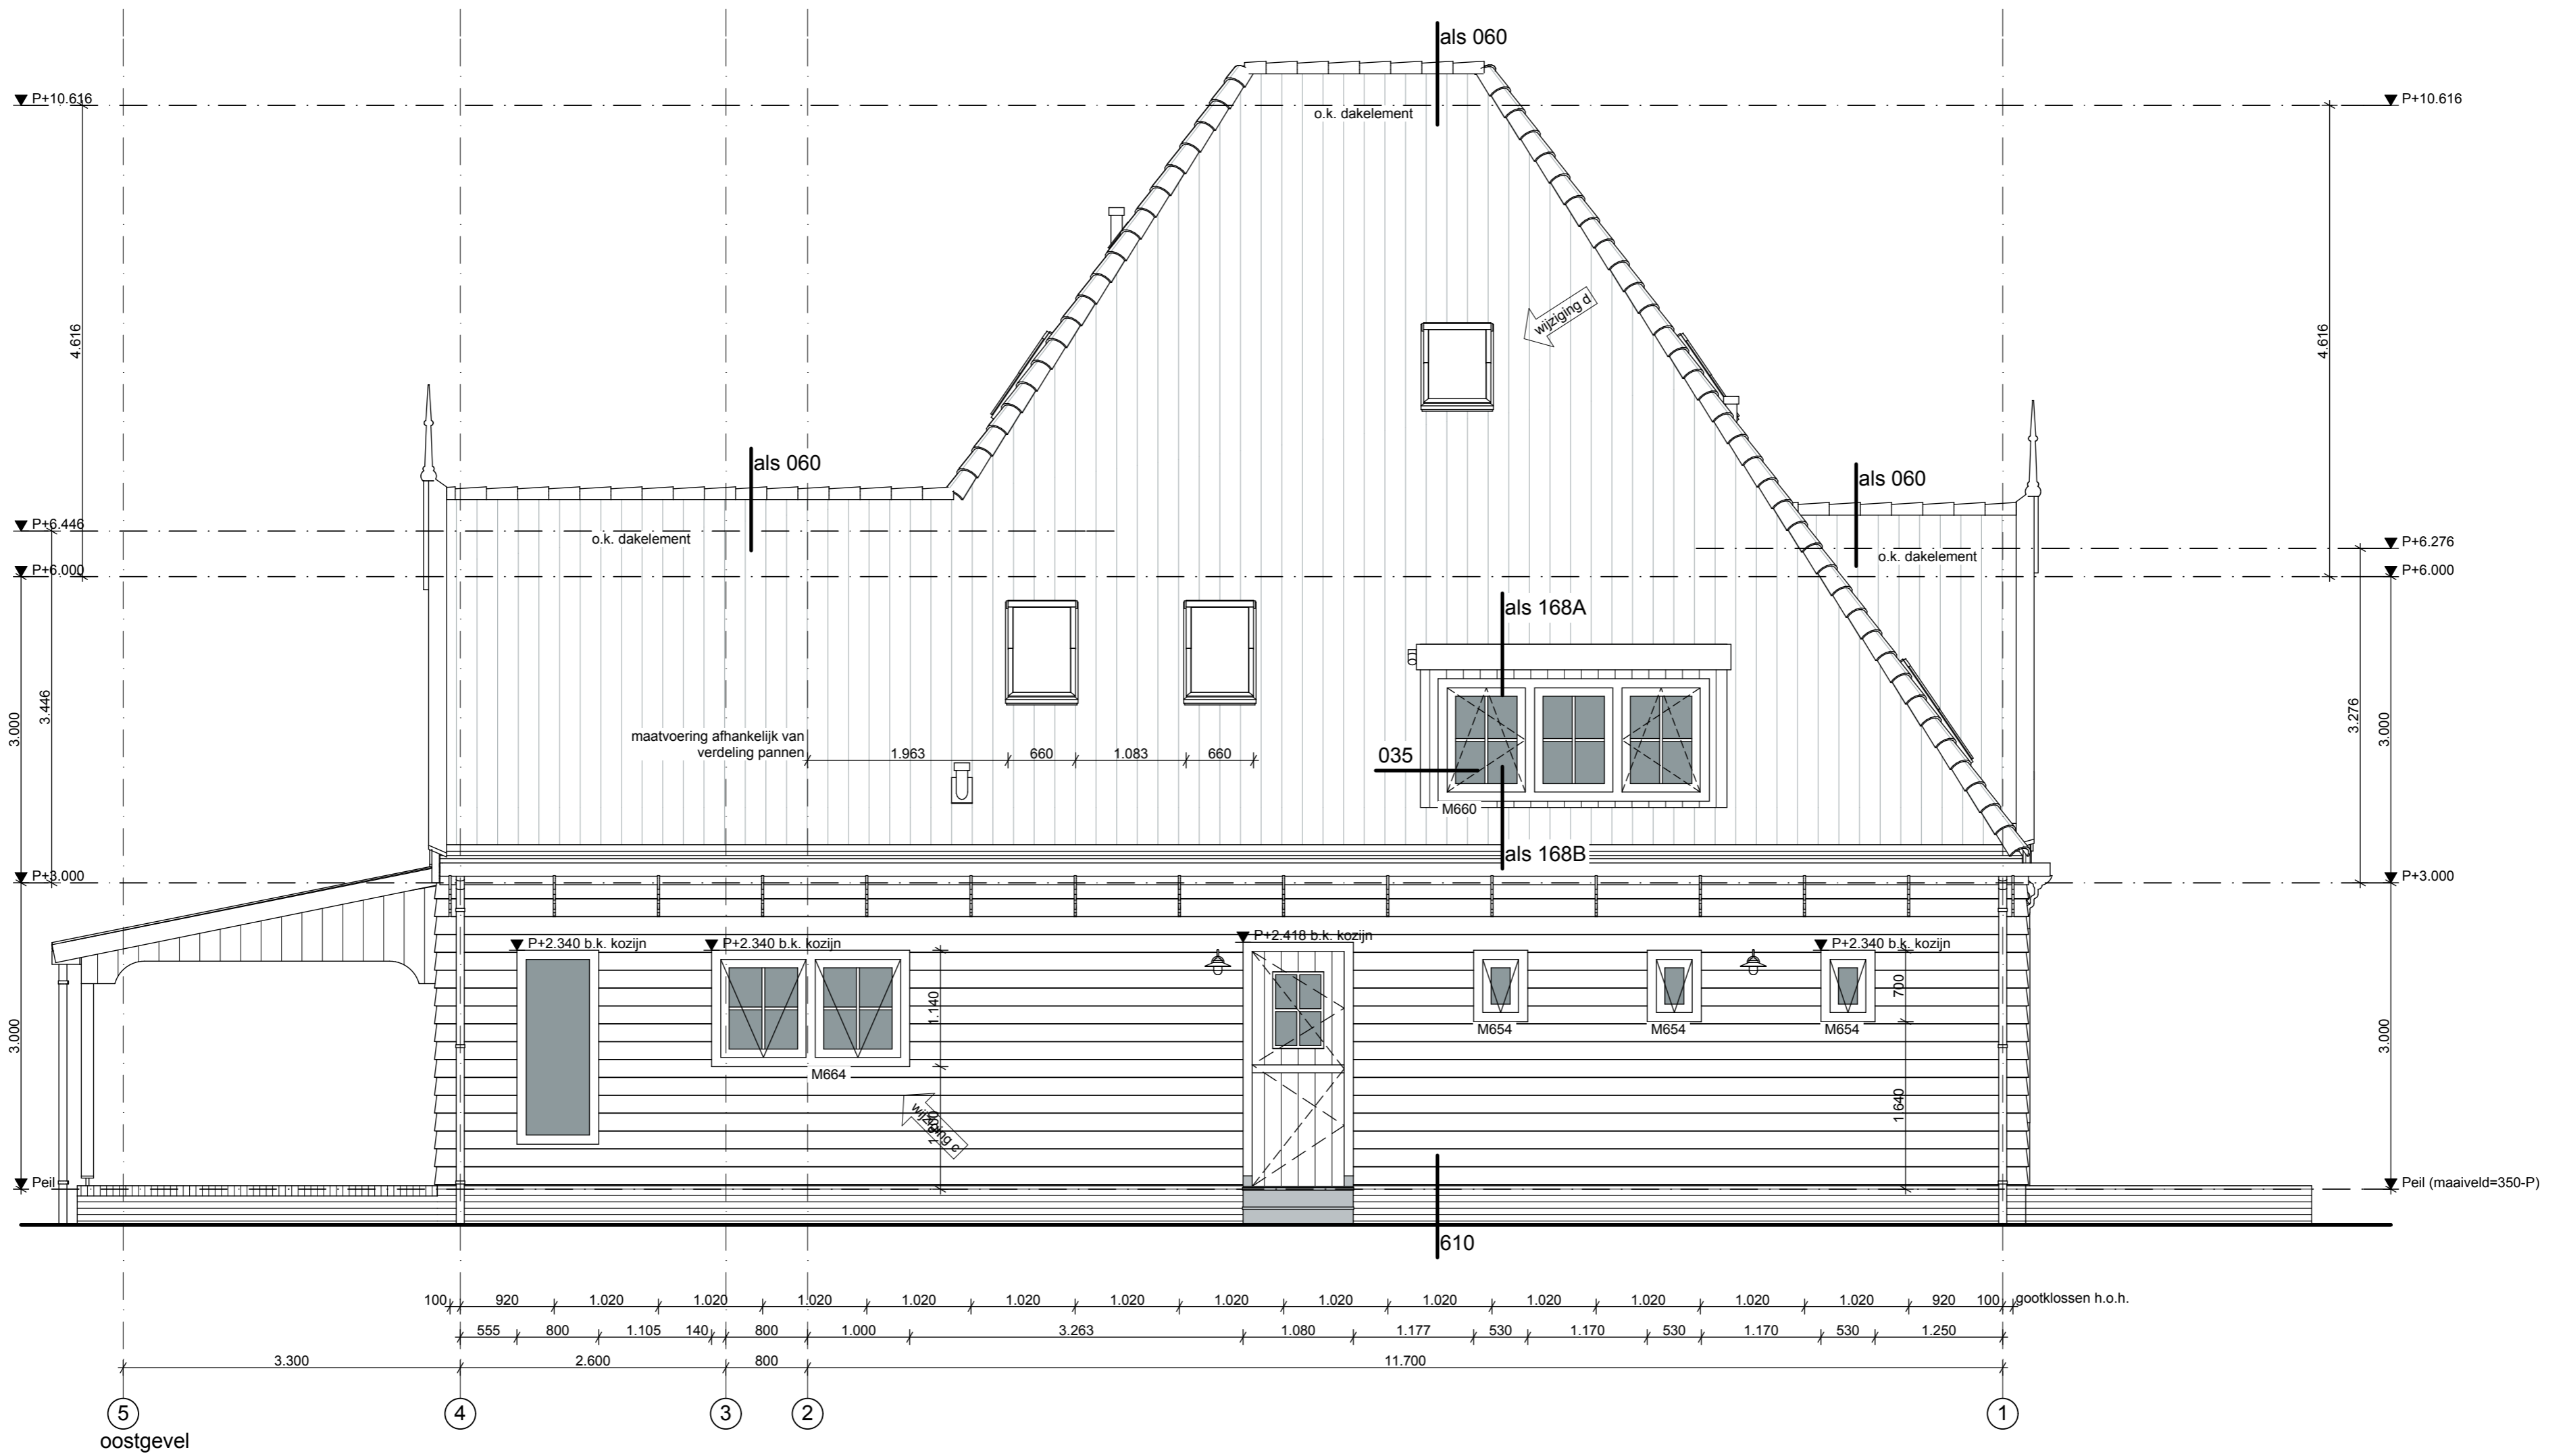 als 060
P+10.616
P+10.616
o.k. dakelement
wijziging d
4.616
4.616
als 060
als 060
P+6.446
o.k. dakelement
P+6.276
o.k. dakelement
P+6.000
P+6.000
als 168A
3.446
3.000
3.276
3.000
maatvoering afhankelijk van
verdeling pannen
1.963
660
1.083
660
035
M660
als 168B
P+3.000
P+3.000
P+2.340 b.k. kozijn
P+2.340 b.k. kozijn
P+2.418 b.k. kozijn
P+2.340 b.k. kozijn
1.140
700
3.000
3.000
M654
M654
M654
M664
wijziging c
1.640
Peil
Peil (maaiveld=350-P)
610
100
920
1.020
1.020
1.020
1.020
1.020
1.020
1.020
1.020
1.020
1.020
1.020
1.020
1.020
920
100
gootklossen h.o.h.
555
800
1.105
140
800
1.000
3.263
1.080
1.177
530
1.170
530
1.170
530
1.250
3.300
2.600
800
11.700
5
4
3
2
1
oostgevel